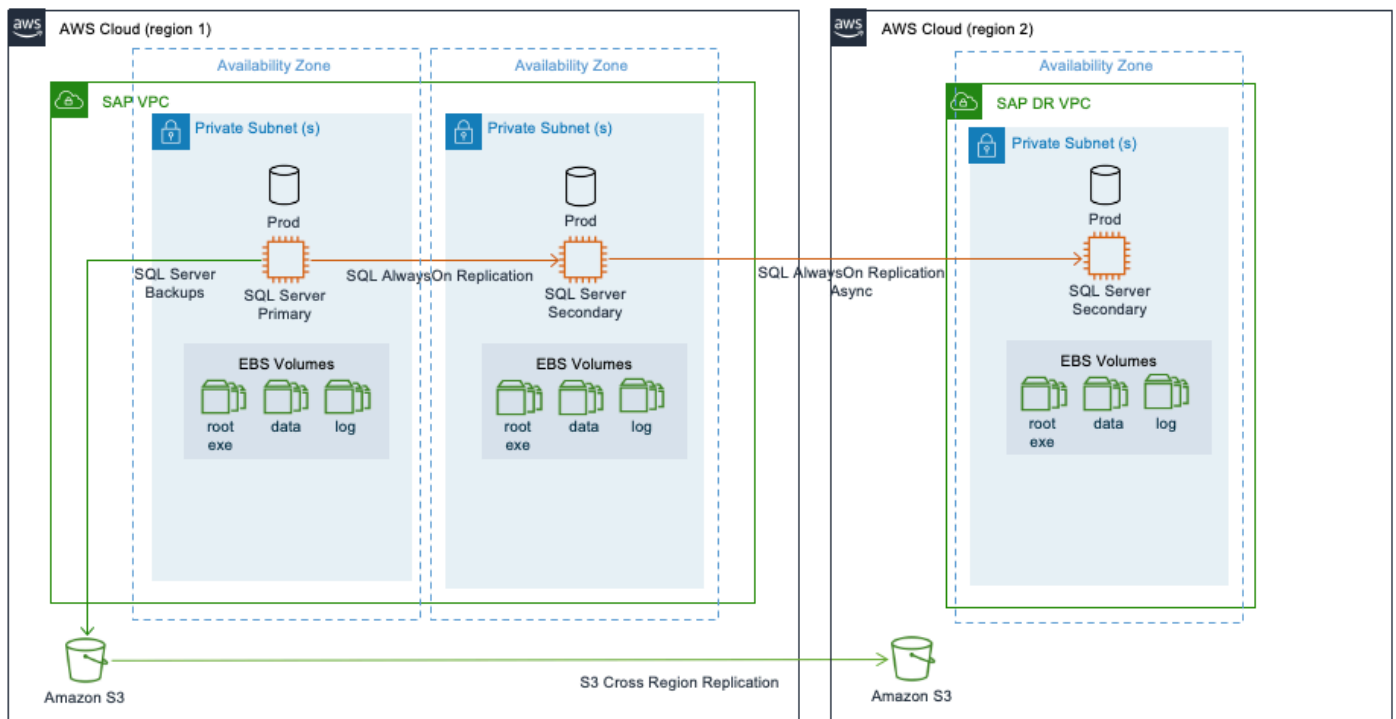 aws
AWS Cloud (region 1)
Availability Zone
Availability Zone
SAP VPC
Private Subnet (s)
Private Subnet (s)
Prod
Prod
SQL Server
Backups
SQL Server
Primary
SQL AlwaysOn Replication
SQL Server
Secondary
EBS Volumes
root
exe
data
log
EBS Volumes
root
exe
data
log
SQL AlwaysOn Replication
Async
aws
AWS Cloud (region 2)
Availability Zone
SAP DR VPC
Private Subnet (s)
Prod
SQL Server
Secondary
EBS Volumes
root
exe
data
log
Amazon S3
S3 Cross Region Replication
Amazon S3